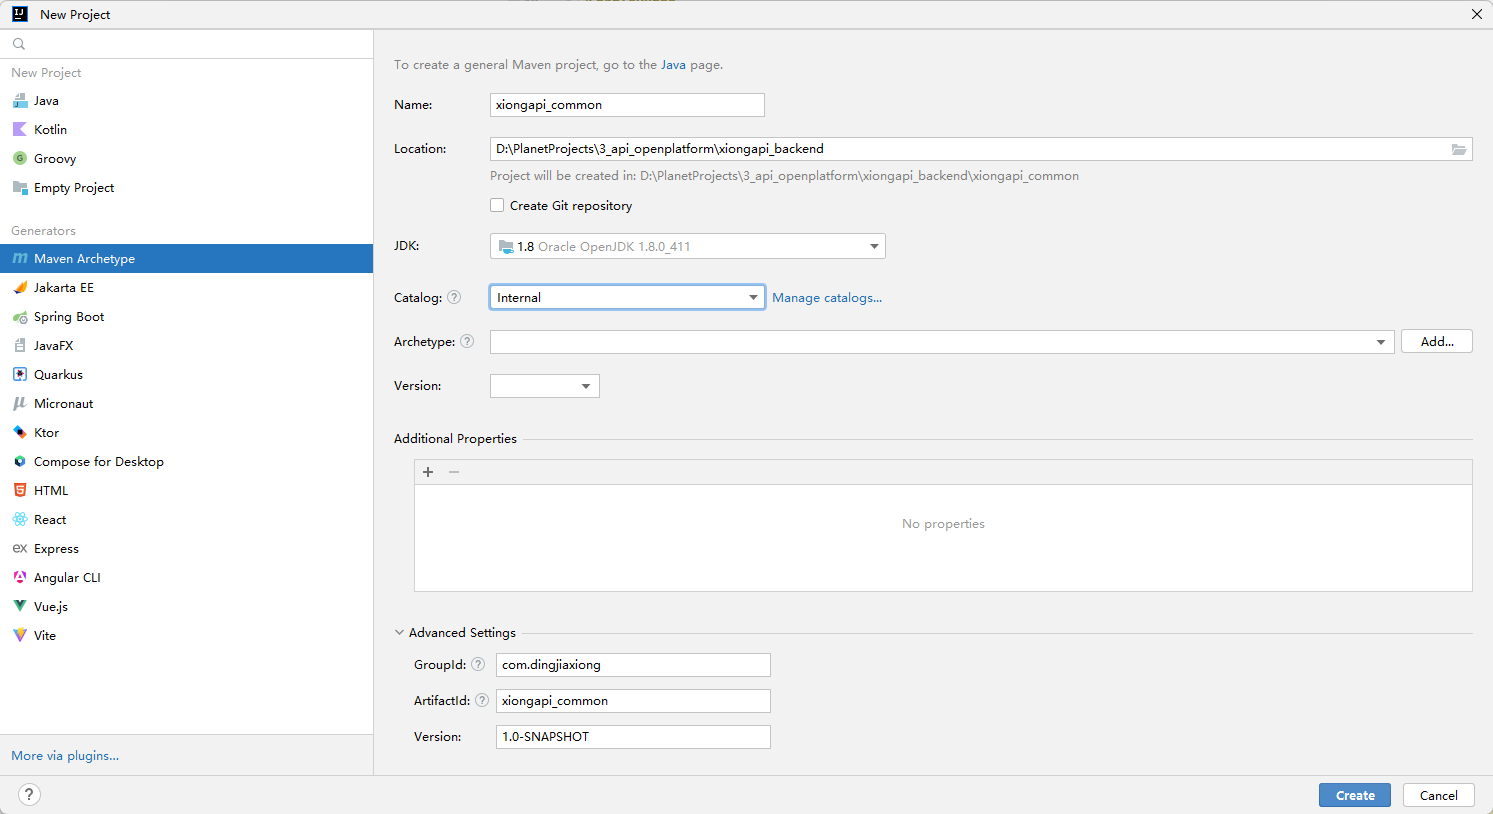 New Project
New Project
Java
Kotlin
Groovy
Empty Project
Generators
Maven Archetype
Jakarta EE
Spring Boot
JavaFX
Quarkus
Micronaut
Ktor
Compose for Desktop
HTML
React
Express
Angular CLI
Vue.js
Vite
More via plugins...
To create a general Maven project, go to the Java page.
Name: xiongapi_common
Location: D:\PlanetProjects\3_api_openplatform\xiongapi_backend
Project will be created in: D:\PlanetProjects\3_api_openplatform\xiongapi_backend\xiongapi_common
Create Git repository
JDK: 1.8 Oracle OpenJDK 1.8.0_411
Catalog: ? Internal Manage catalogs...
Archetype: ? Add...
Version:
Additional Properties
No properties
Advanced Settings
GroupId: ? com.dingjiaxiong
ArtifactId: ? xiongapi_common
Version: 1.0-SNAPSHOT
? Create Cancel